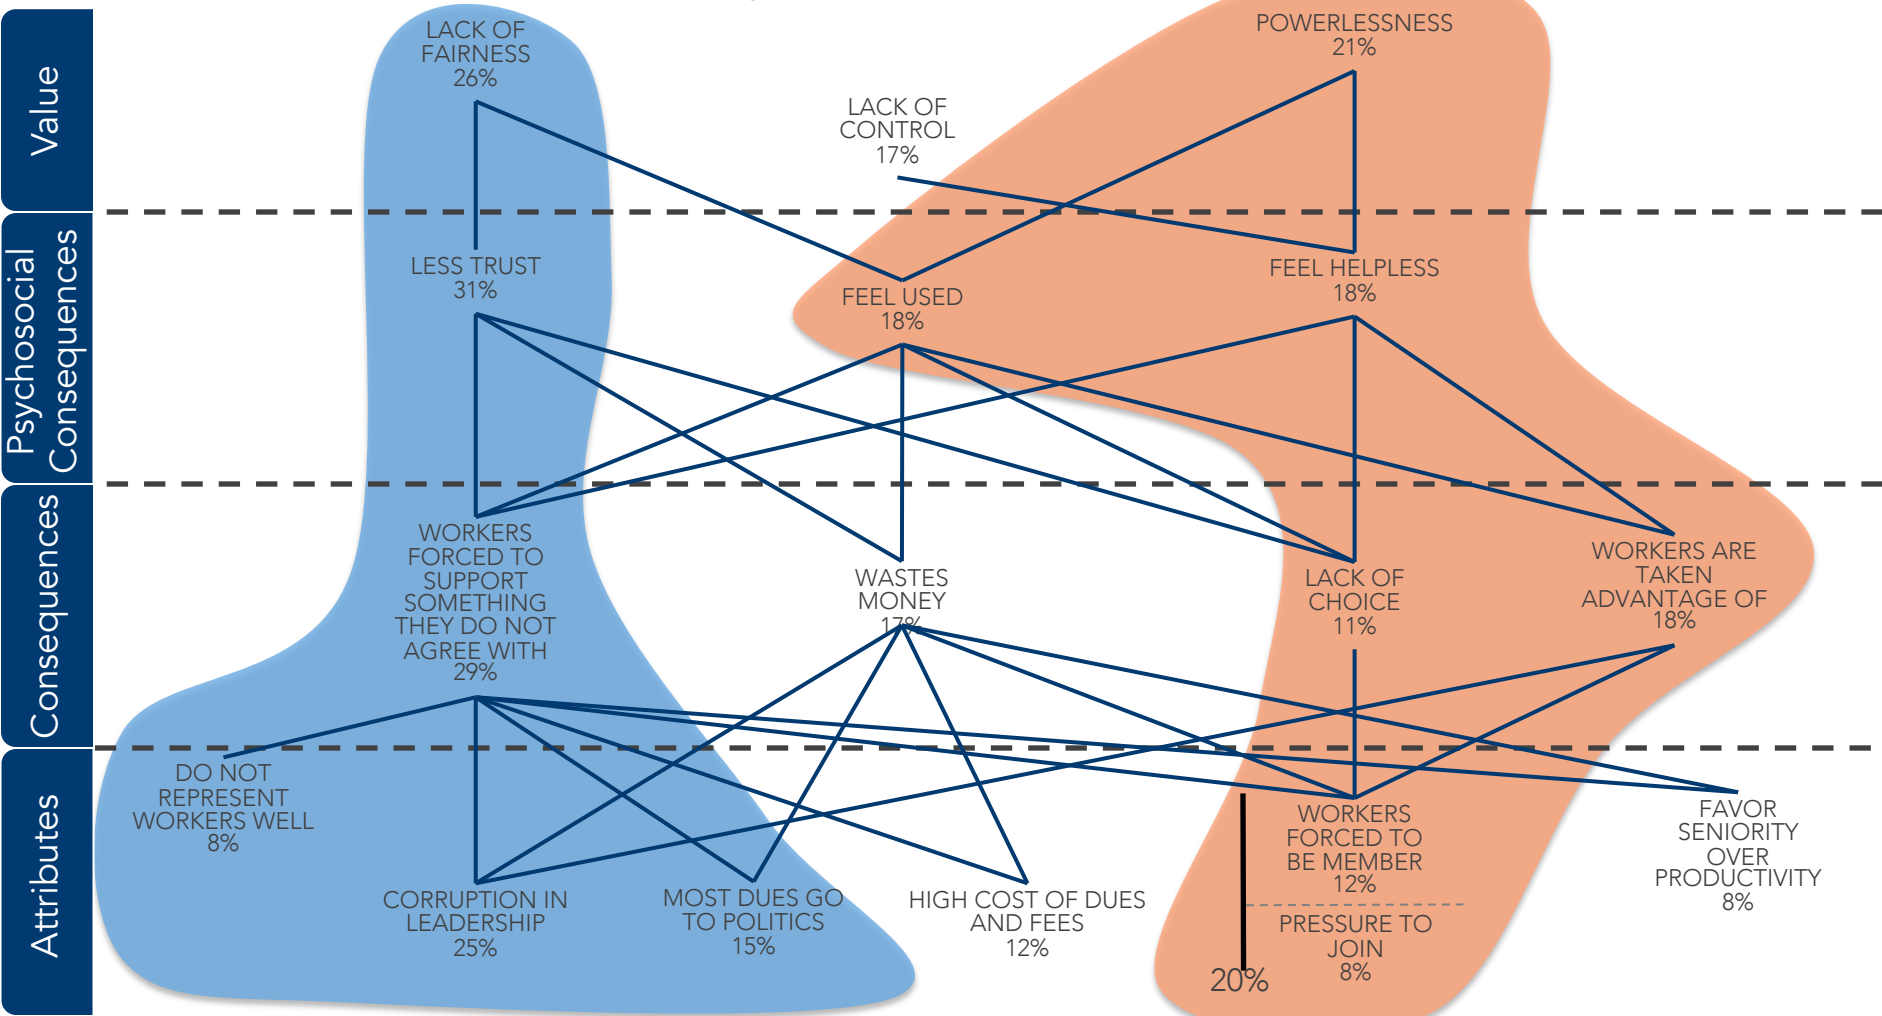 Value
LACK OF
FAIRNESS
26%
LACK OF
CONTROL
17%
POWERLESSNESS
21%
Psychosocial
Consequences
LESS TRUST
31%
FEEL USED
18%
FEEL HELPLESS
18%
Consequences
WORKERS
FORCED TO
SUPPORT
SOMETHING
THEY DO NOT
AGREE WITH
29%
WASTES
MONEY
17%
LACK OF
CHOICE
11%
WORKERS ARE
TAKEN
ADVANTAGE OF
18%
Attributes
DO NOT
REPRESENT
WORKERS WELL
8%
CORRUPTION IN
LEADERSHIP
25%
MOST DUES GO
TO POLITICS
15%
HIGH COST OF DUES
AND FEES
12%
WORKERS
FORCED TO
BE MEMBER
12%
PRESSURE TO
JOIN
8%
20%
FAVOR
SENIORITY
OVER
PRODUCTIVITY
8%